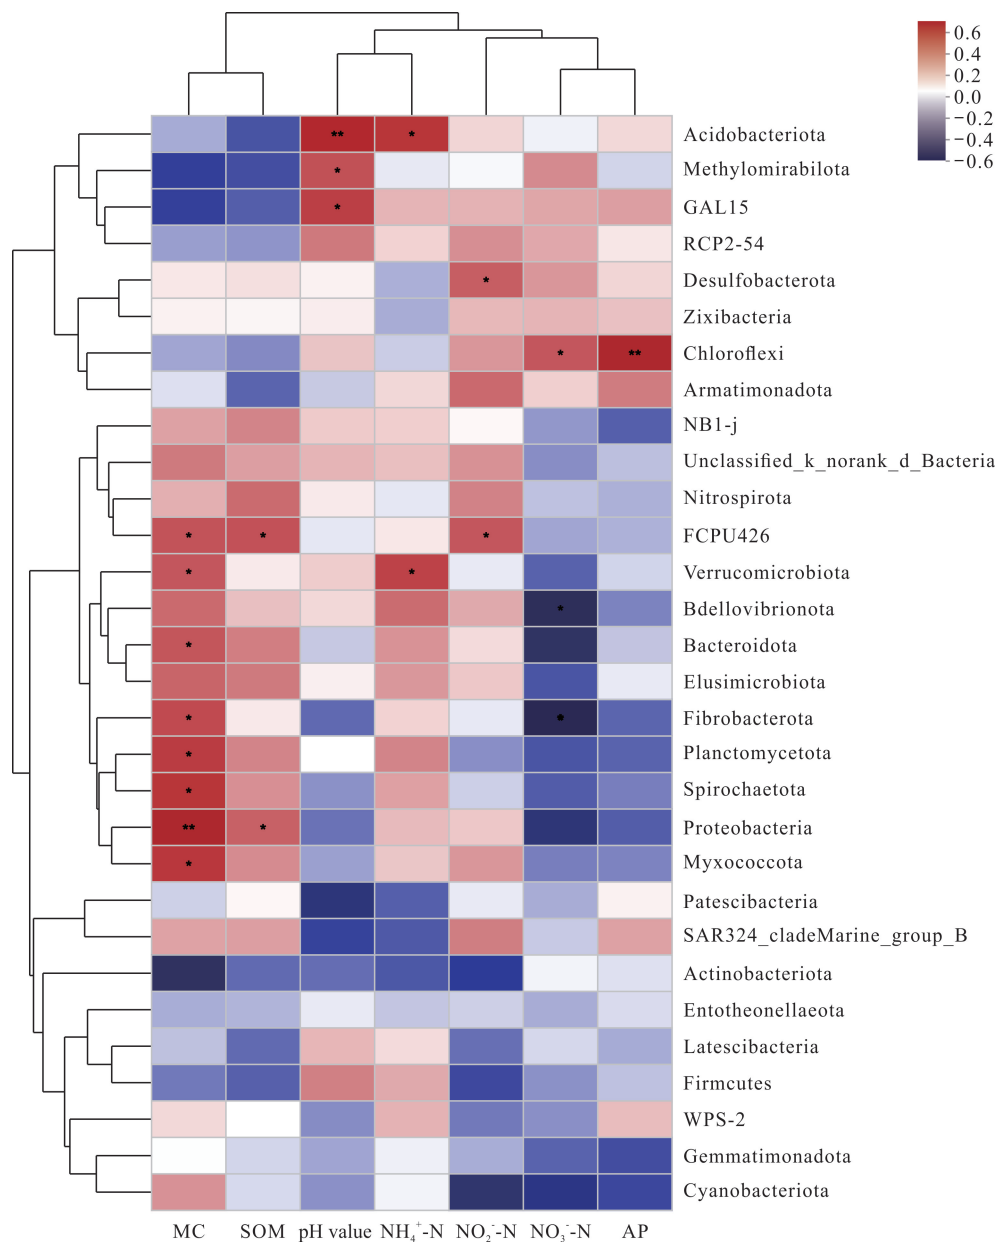 0.6
0.4
0.2
0.0
−0.2
−0.4
−0.6
** * Acidobacteriota
* Methylomirabilota
* GAL15
RCP2-54
* Desulfobacterota
Zixibacteria
* ** Chloroflexi
Armatimonadota
NB1-j
Unclassified_k_norank_d_Bacteria
Nitrospirota
* * * FCPU426
* * Verrucomicrobiota
* Bdellovibrionota
* Bacteroidota
Elusimicrobiota
* * Fibrobacterota
* Planctomycetota
* Spirochaetota
** * Proteobacteria
* Myxococcota
Patescibacteria
SAR324_cladeMarine_group_B
Actinobacteriota
Entotheonellaeota
Latescibacteria
Firmcutes
WPS-2
Gemmatimonadota
Cyanobacteriota
MC SOM pH value NH₄⁺-N NO₂⁻-N NO₃⁻-N AP